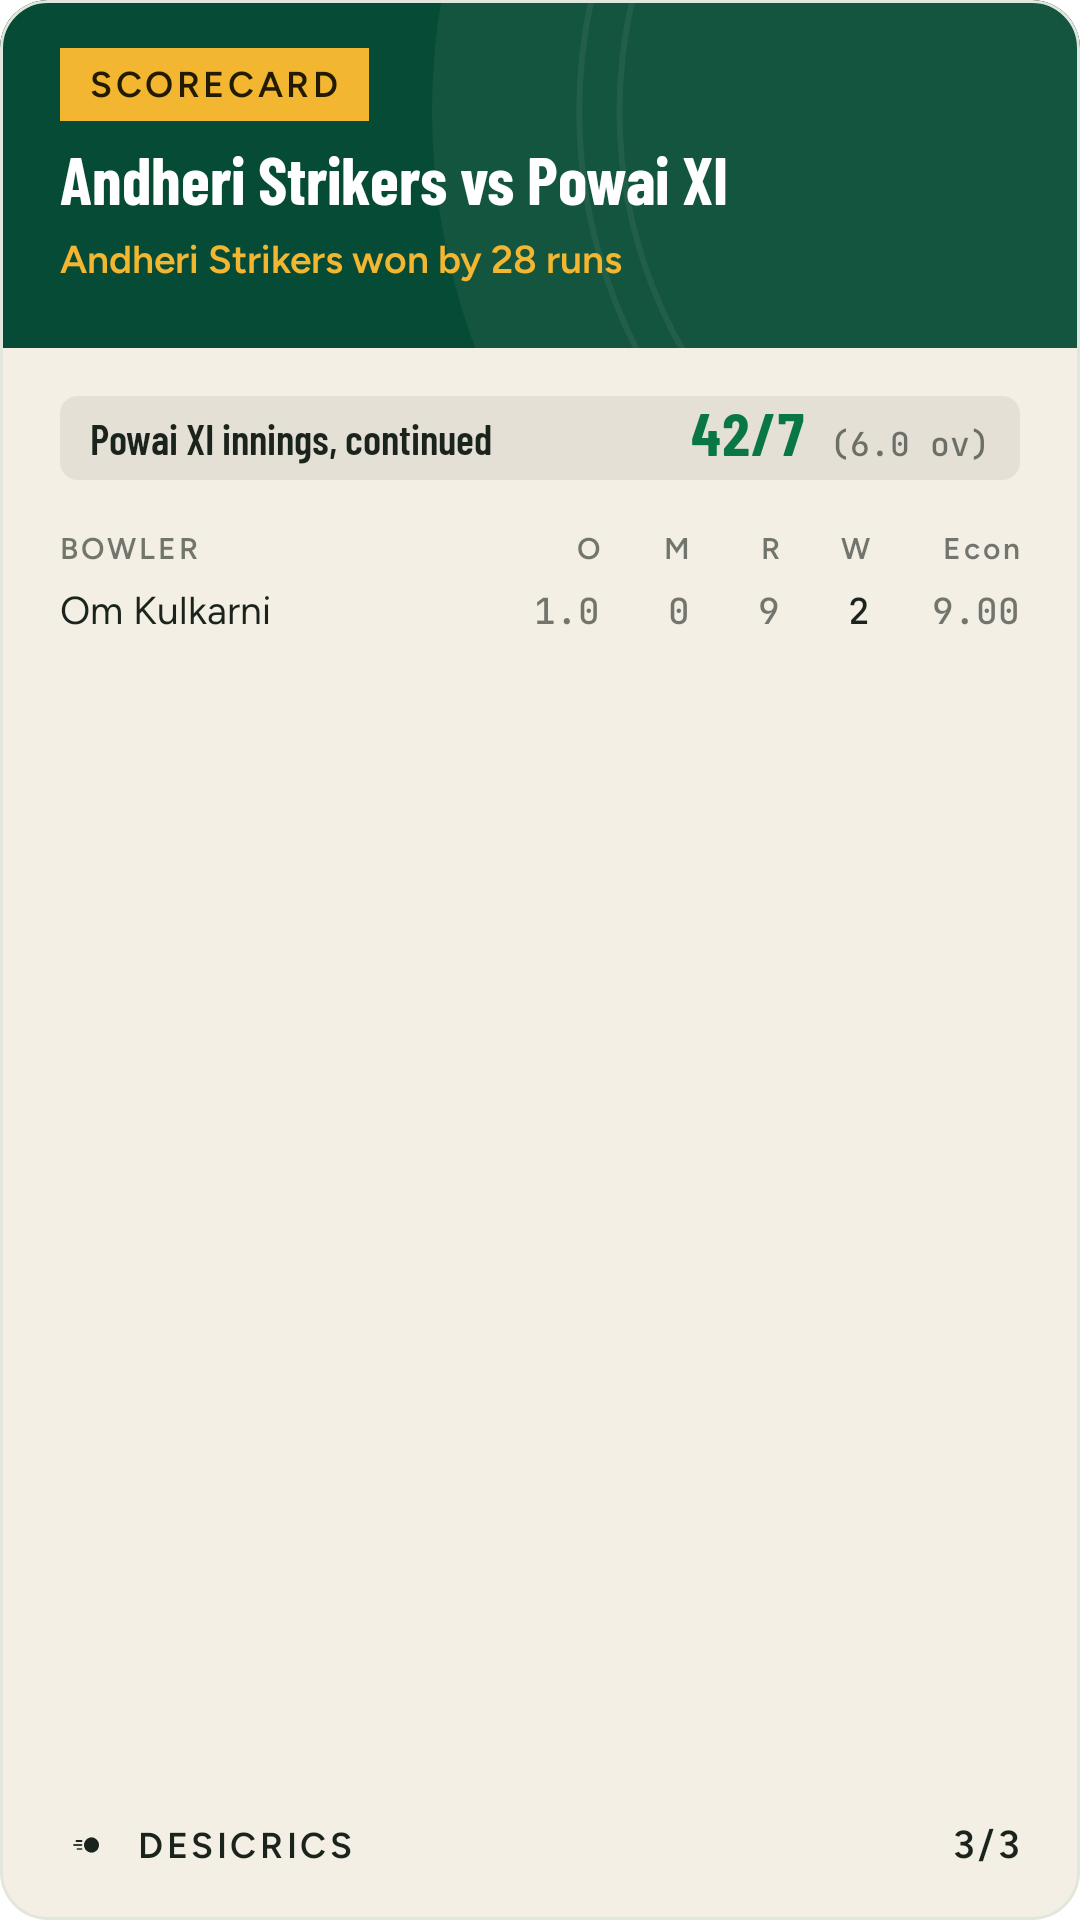 SCORECARD
Andheri Strikers vs Powai XI
Andheri Strikers won by 28 runs
Powai XI innings, continued 42/7 (6.0 ov)
BOWLER O M R W Econ
Om Kulkarni 1.0 0 9 2 9.00
DESICRICS 3/3